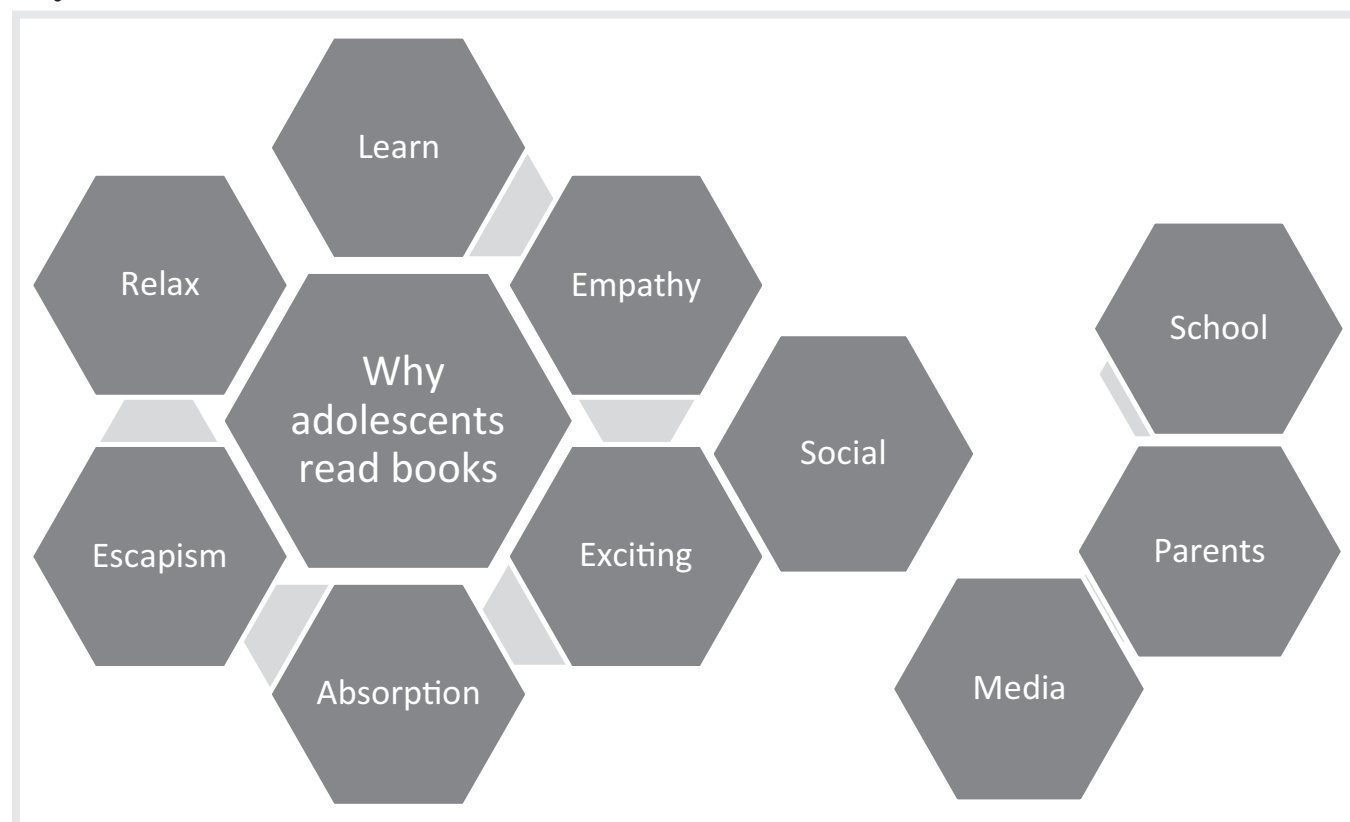 Learn
Relax
Empathy
Why
adolescents
read books
School
Social
Escapism
Exciting
Parents
Absorption
Media